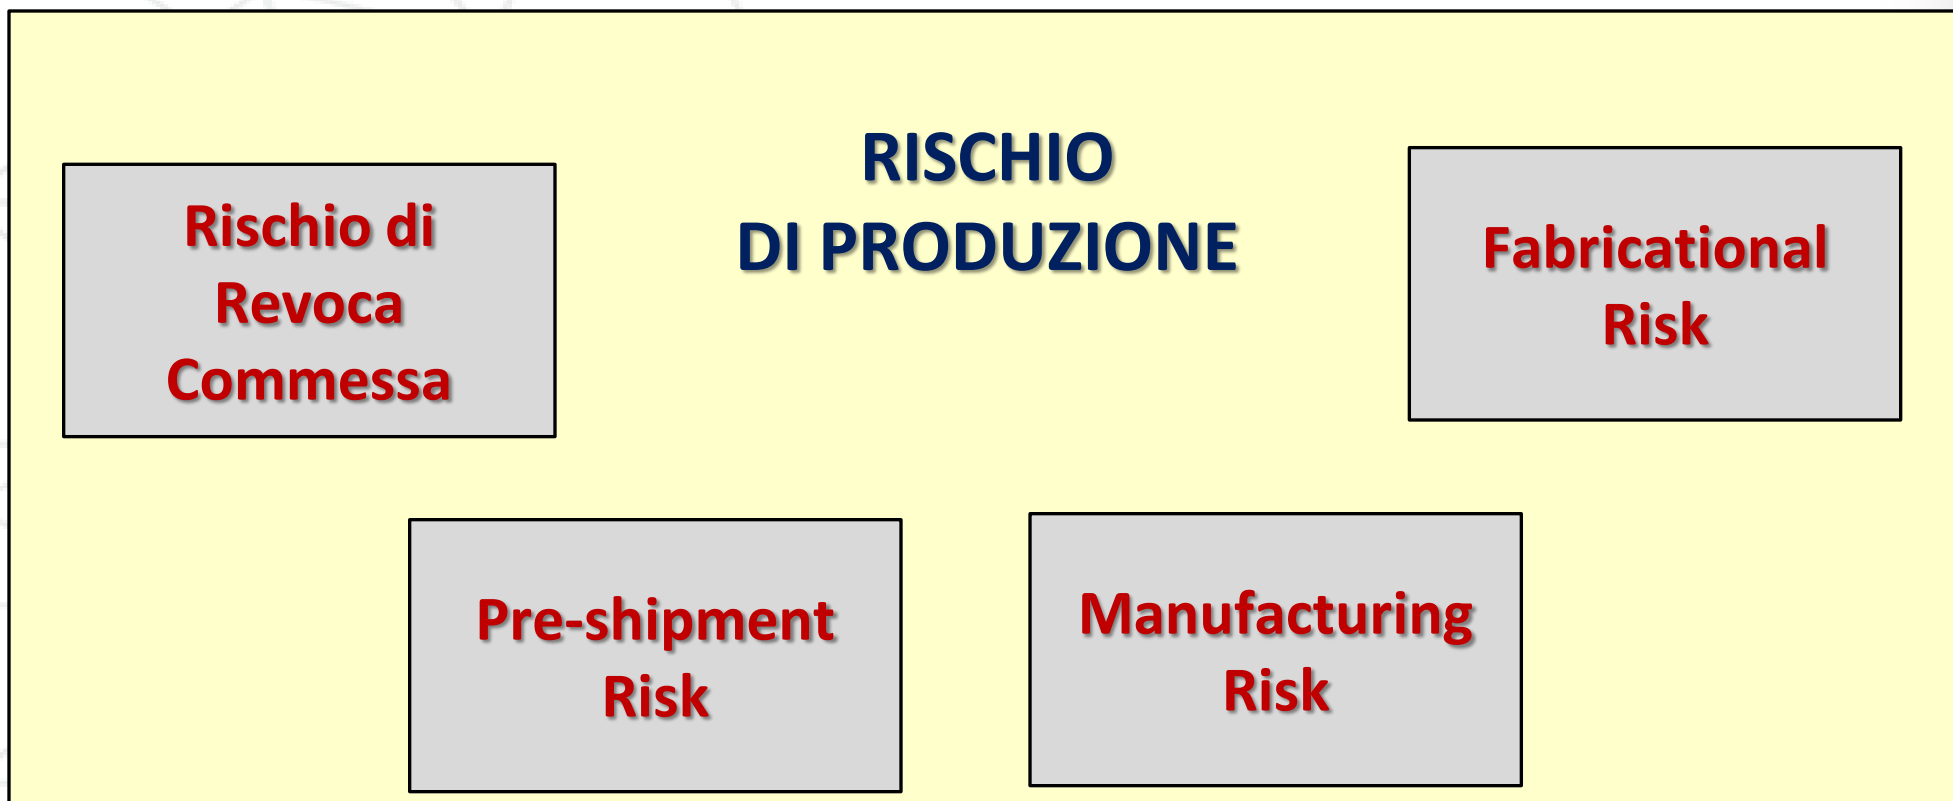 RISCHIO
DI PRODUZIONE
Rischio di
Revoca
Commessa
Fabricational
Risk
Pre-shipment
Risk
Manufacturing
Risk